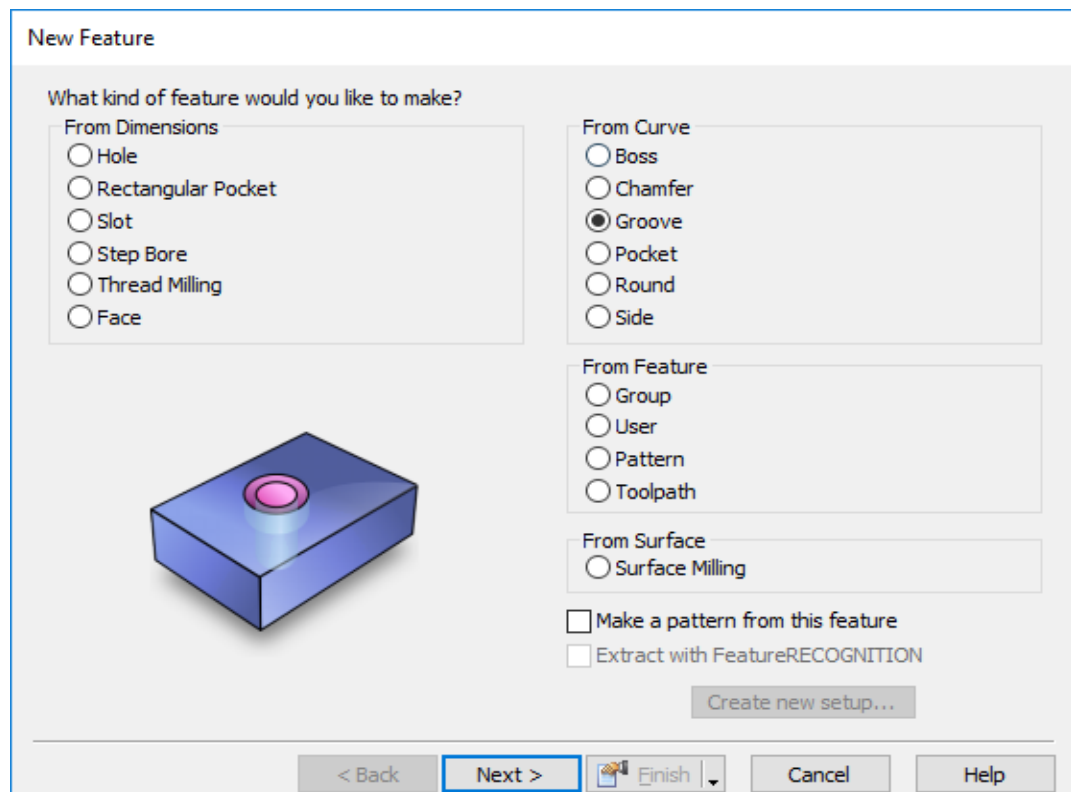 New Feature
What kind of feature would you like to make?
From Dimensions
Hole
Rectangular Pocket
Slot
Step Bore
Thread Milling
Face
From Curve
Boss
Chamfer
Groove
Pocket
Round
Side
From Feature
Group
User
Pattern
Toolpath
From Surface
Surface Milling
Make a pattern from this feature
Extract with FeatureRECOGNITION
Create new setup...
< Back Next > Finish Cancel Help